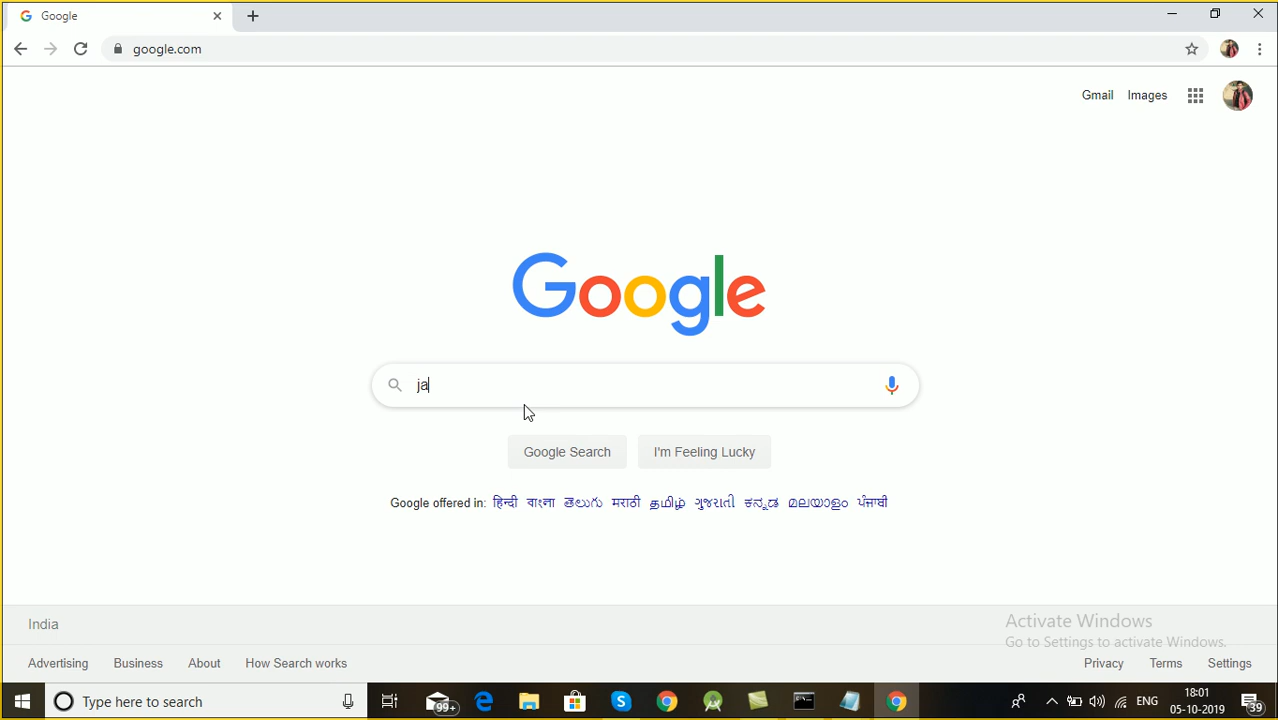 Google
google.com
Gmail Images
Google
ja
Google Search I'm Feeling Lucky
Google offered in: हिन्दी বাংলা తెలుగు मराठी தமிழ் ગુજરાતી ಕನ್ನಡ മലയാളം ਪੰਜਾਬੀ
India
Activate Windows
Go to Settings to activate Windows.
Advertising Business About How Search works Privacy Terms Settings
Type here to search 99+ ENG 18:01
05-10-2019 39